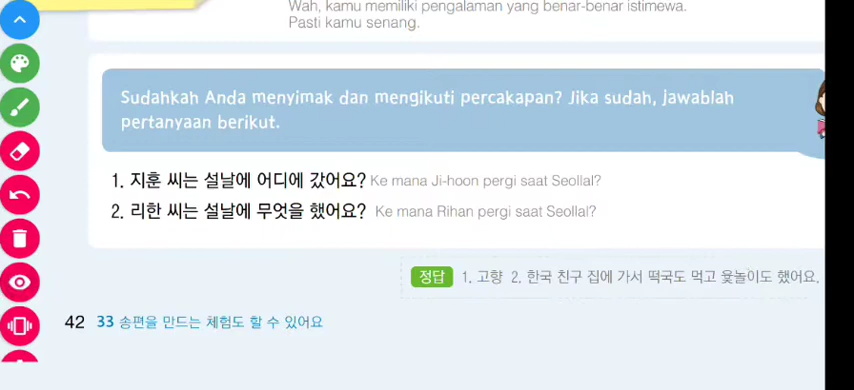 Wah, kamu memiliki pengalaman yang benar-benar istimewa.
Pasti kamu senang.
Sudahkah Anda menyimak dan mengikuti percakapan? Jika sudah, jawablah
pertanyaan berikut.
1. 지훈 씨는 설날에 어디에 갔어요? Ke mana Ji-hoon pergi saat Seollal?
2. 리한 씨는 설날에 무엇을 했어요? Ke mana Rihan pergi saat Seollal?
정답 1. 고향 2. 한국 친구 집에 가서 떡국도 먹고 윷놀이도 했어요.
42 33 송편을 만드는 체험도 할 수 있어요